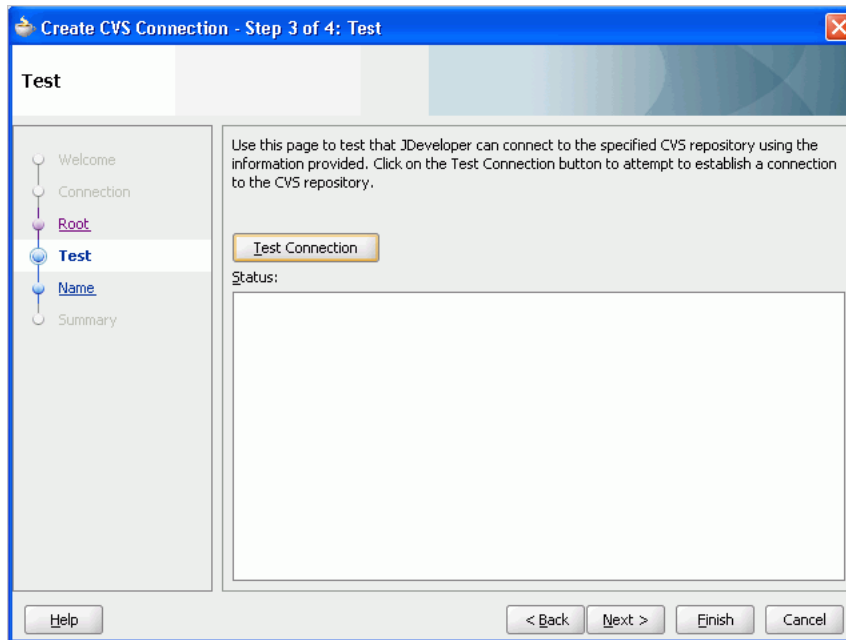 Create CVS Connection - Step 3 of 4: Test
Test
Welcome
Connection
Root
Test
Name
Summary
Use this page to test that JDeveloper can connect to the specified CVS repository using the
information provided. Click on the Test Connection button to attempt to establish a connection
to the CVS repository.
Test Connection
Status:
Help
< Back
Next >
Finish
Cancel